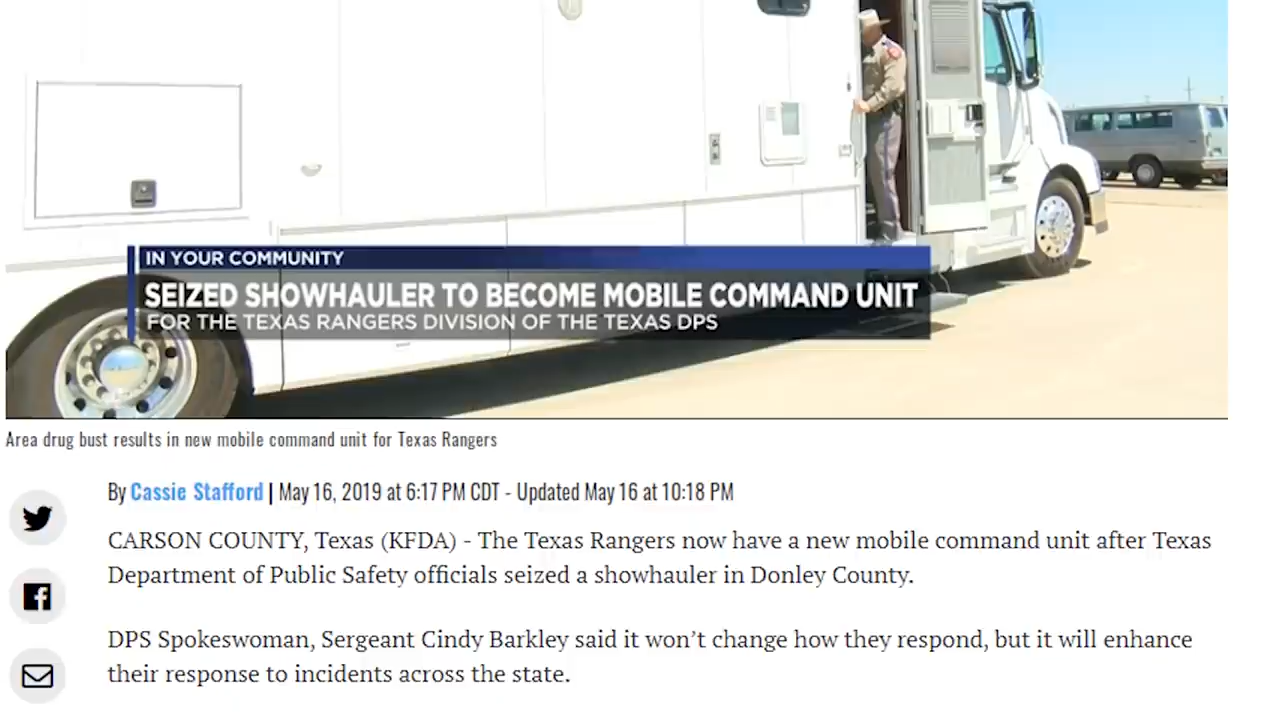 IN YOUR COMMUNITY
SEIZED SHOWHAULER TO BECOME MOBILE COMMAND UNIT
FOR THE TEXAS RANGERS DIVISION OF THE TEXAS DPS
Area drug bust results in new mobile command unit for Texas Rangers
By Cassie Stafford | May 16, 2019 at 6:17 PM CDT - Updated May 16 at 10:18 PM
CARSON COUNTY, Texas (KFDA) - The Texas Rangers now have a new mobile command unit after Texas
Department of Public Safety officials seized a showhauler in Donley County.
DPS Spokeswoman, Sergeant Cindy Barkley said it won’t change how they respond, but it will enhance
their response to incidents across the state.